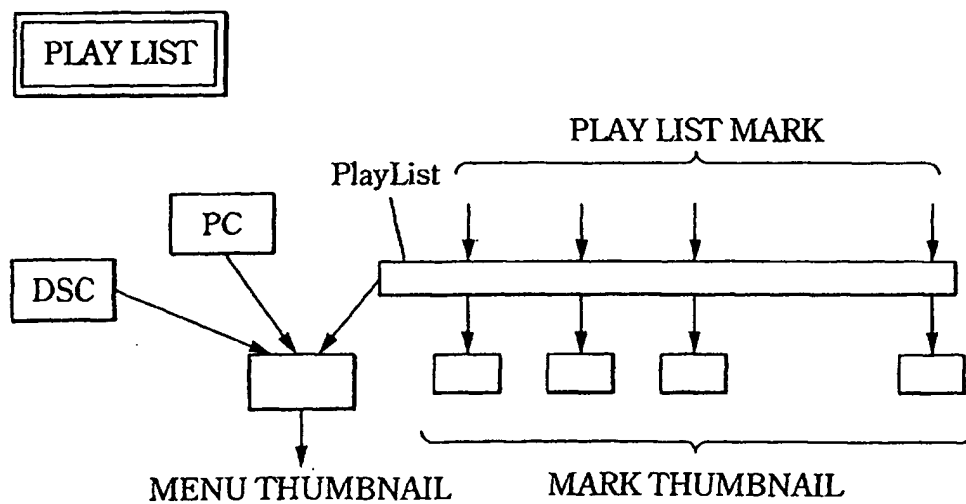 PLAY LIST
PLAY LIST MARK
PlayList
PC
DSC
MENU THUMBNAIL
MARK THUMBNAIL